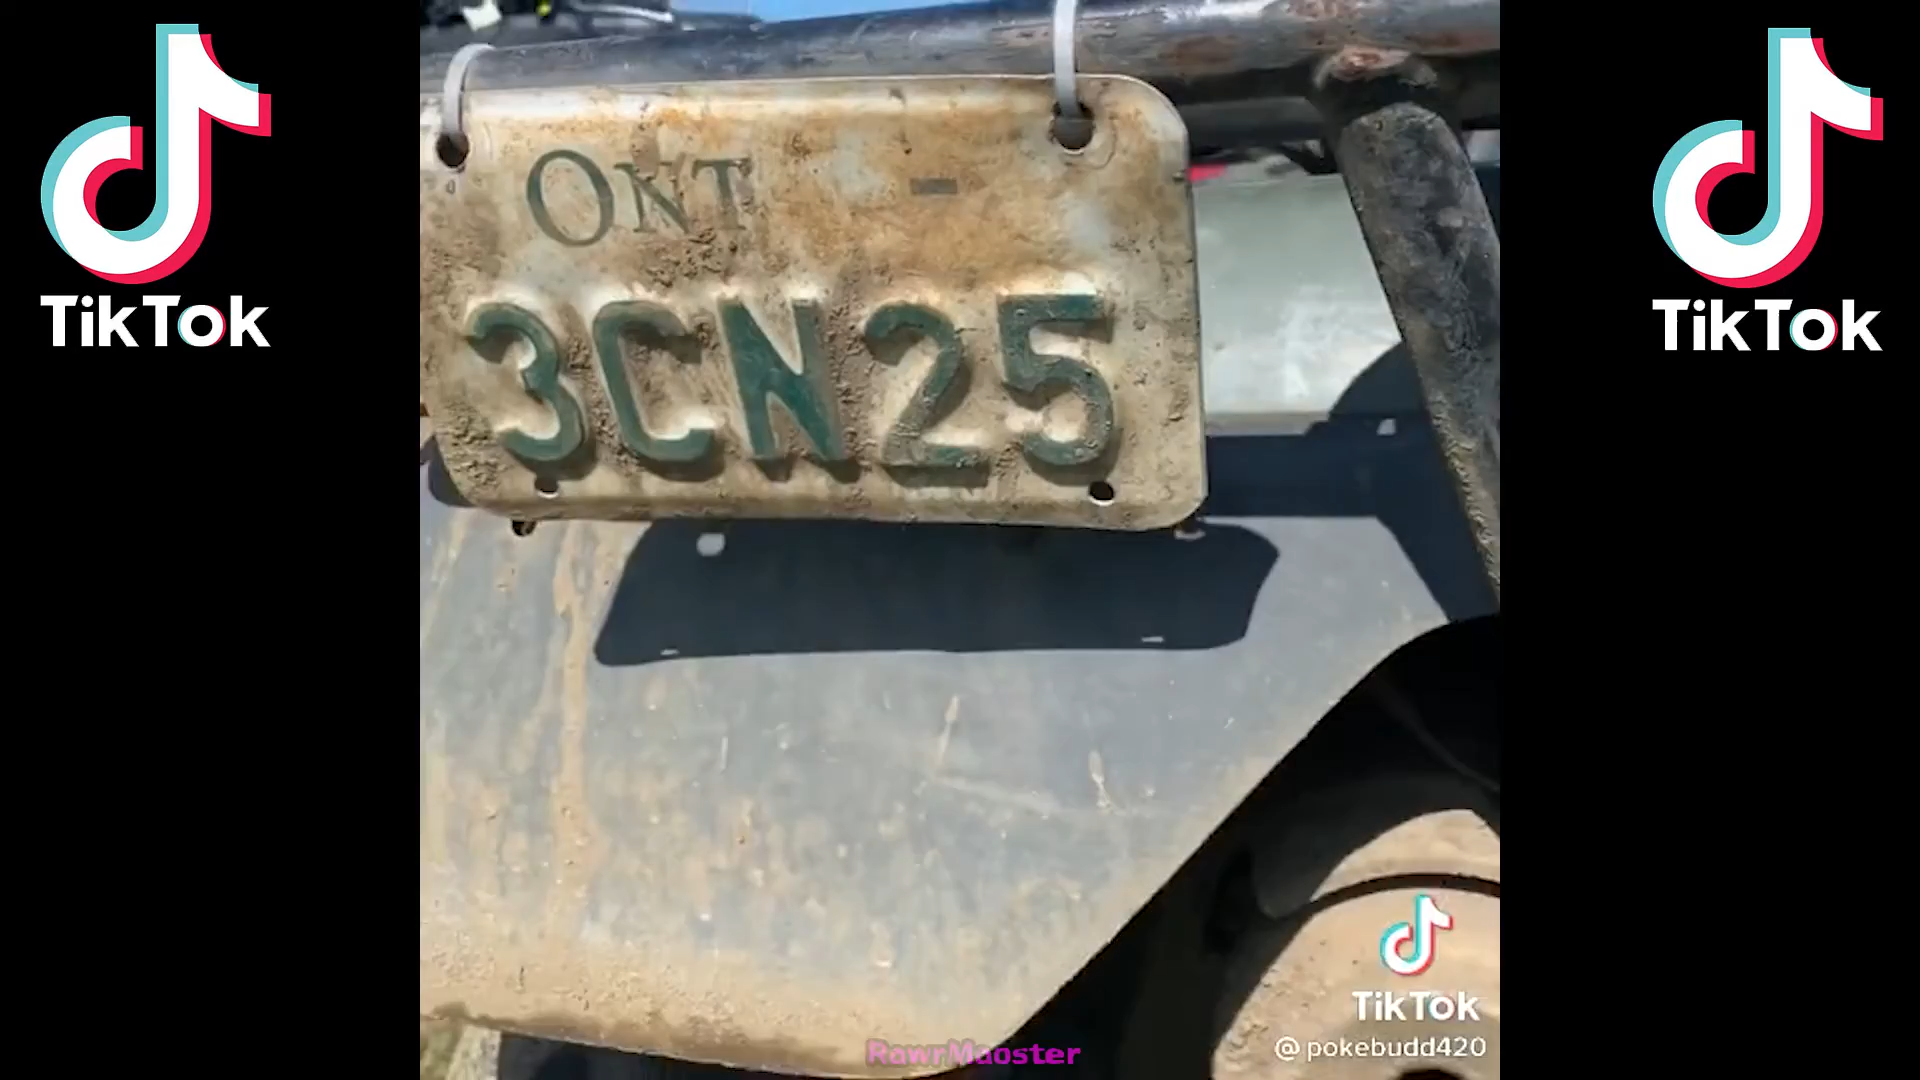 TikTok
TikTok
ONT -
3CN25
TikTok
@pokebudd420
RawrMaoster